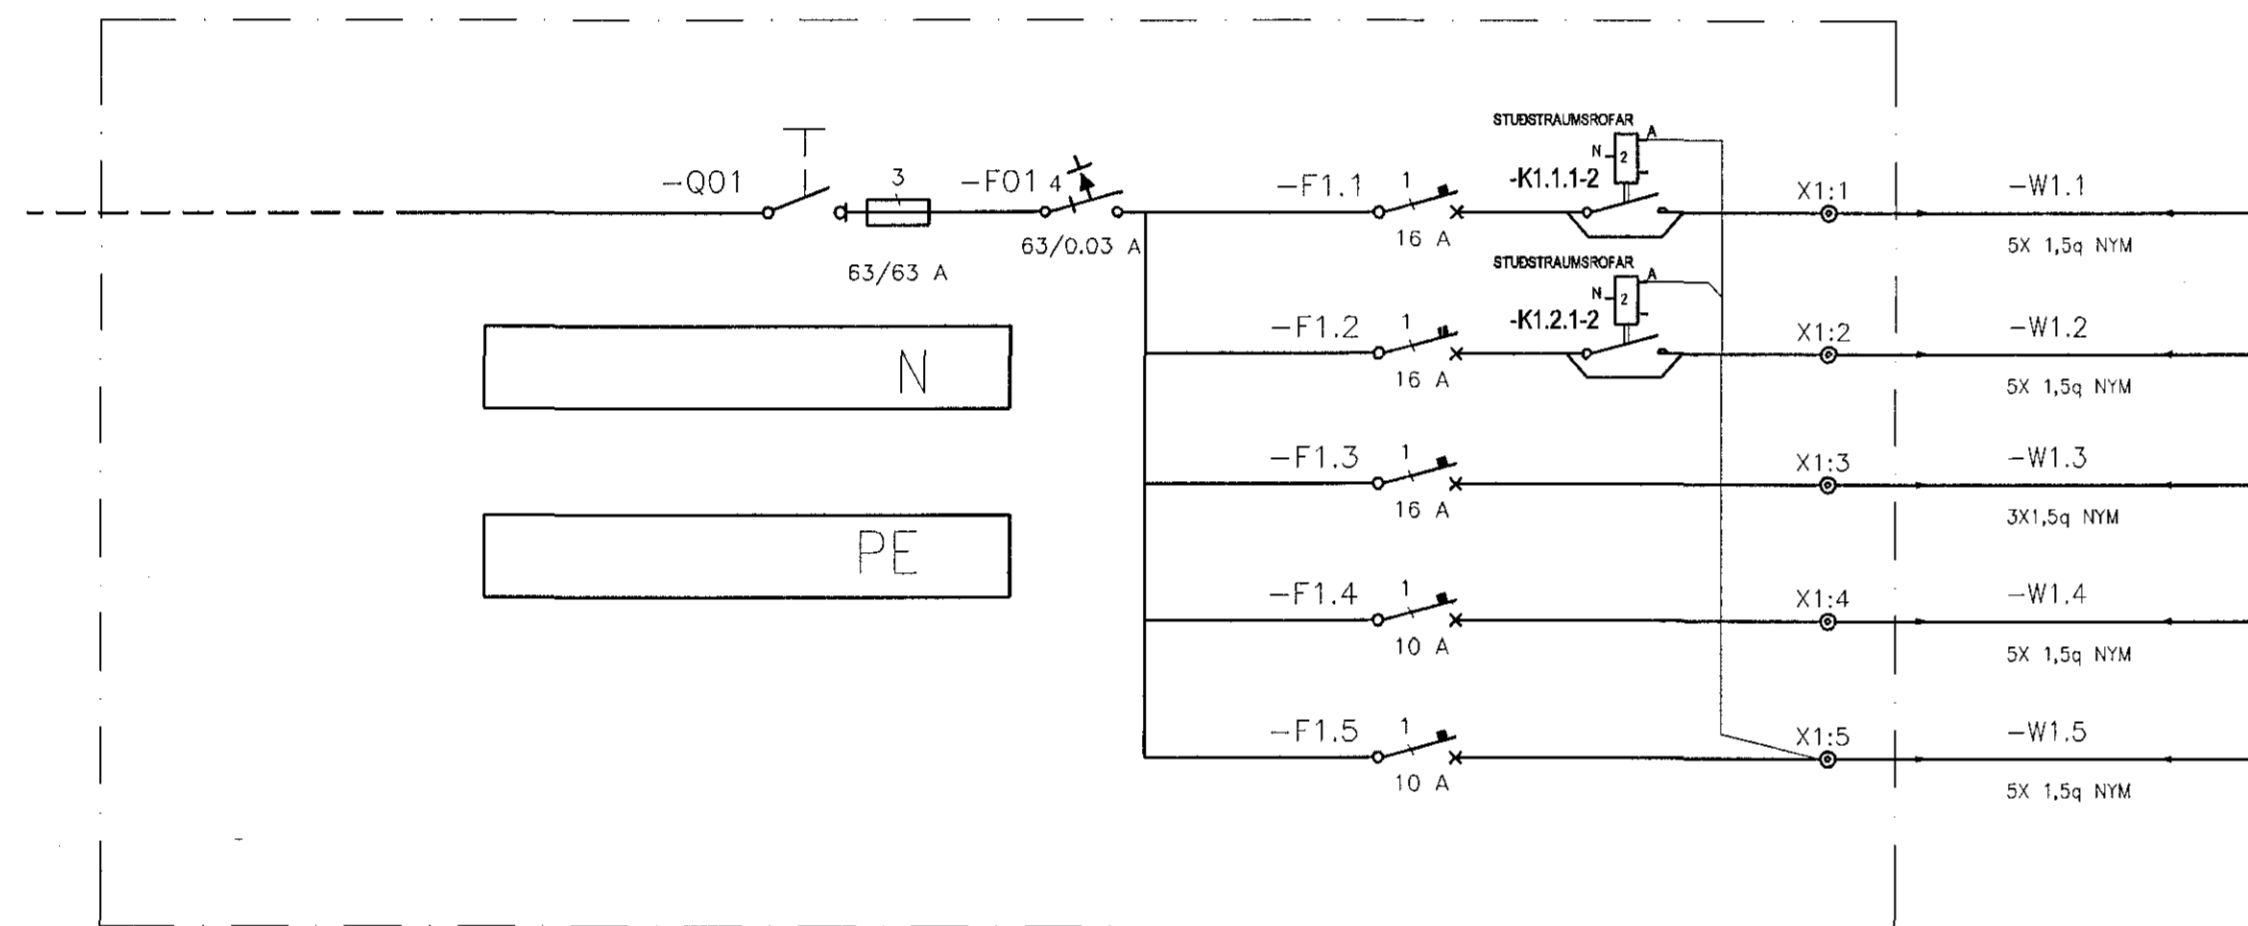 -Q01
3
63/63 A
-F01
4
63/0.03 A
N
PE
-F1.1
1
16 A
STUÐSTRAUMSROFAR
A
N
2
-K1.1.1-2
X1:1
-W1.1
5X 1,5q NYM
-F1.2
1
16 A
STUÐSTRAUMSROFAR
A
N
2
-K1.2.1-2
X1:2
-W1.2
5X 1,5q NYM
-F1.3
1
16 A
X1:3
-W1.3
3X1,5q NYM
-F1.4
1
10 A
X1:4
-W1.4
5X 1,5q NYM
-F1.5
1
10 A
X1:5
-W1.5
5X 1,5q NYM